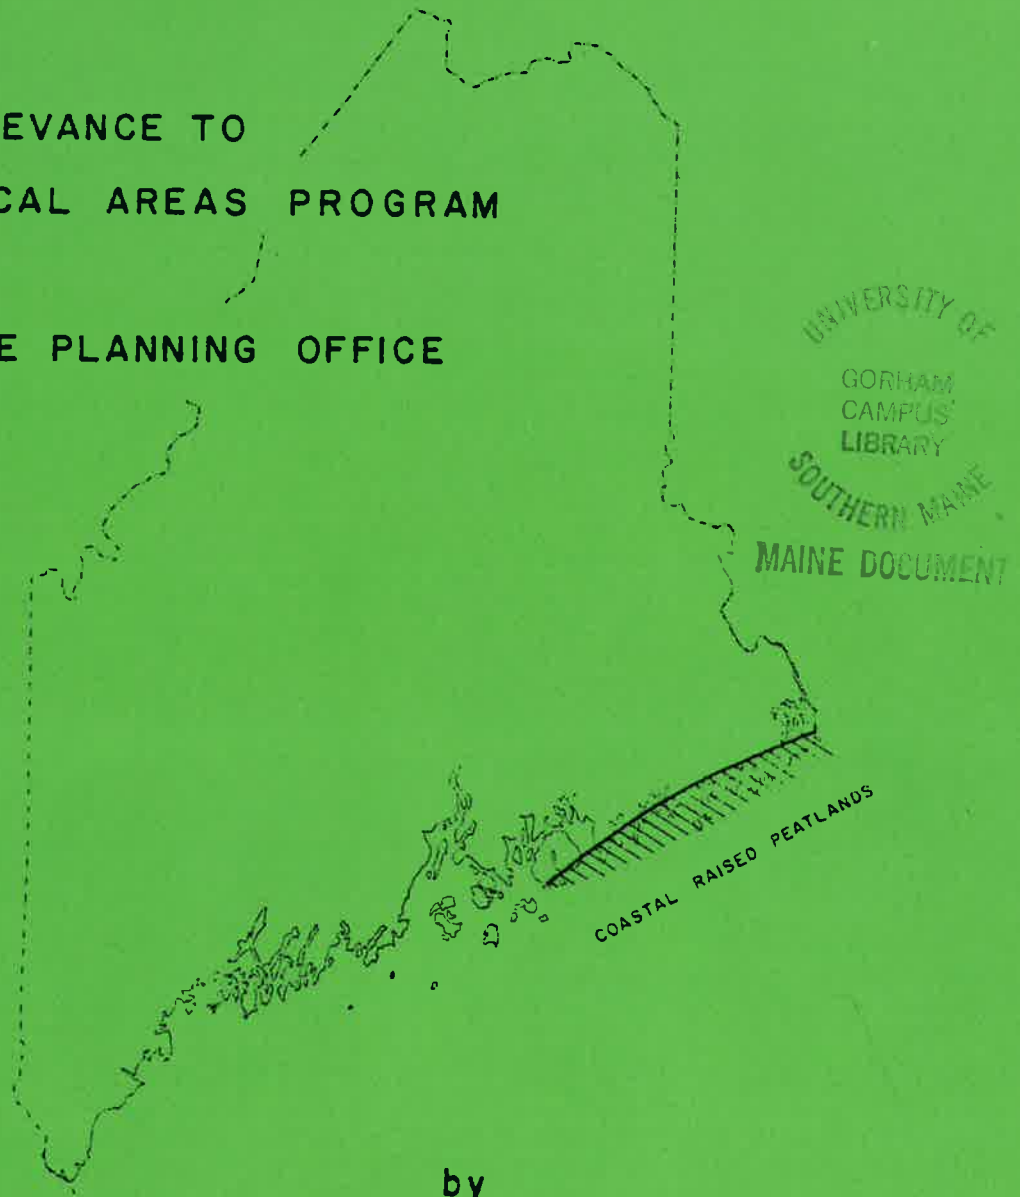 EVANCE TO
CAL AREAS PROGRAM
E PLANNING OFFICE
UNIVERSITY OF
GORHAM
CAMPUS
LIBRARY
SOUTHERN MAINE
MAINE DOCUMENT
COASTAL RAISED PEATLANDS
by